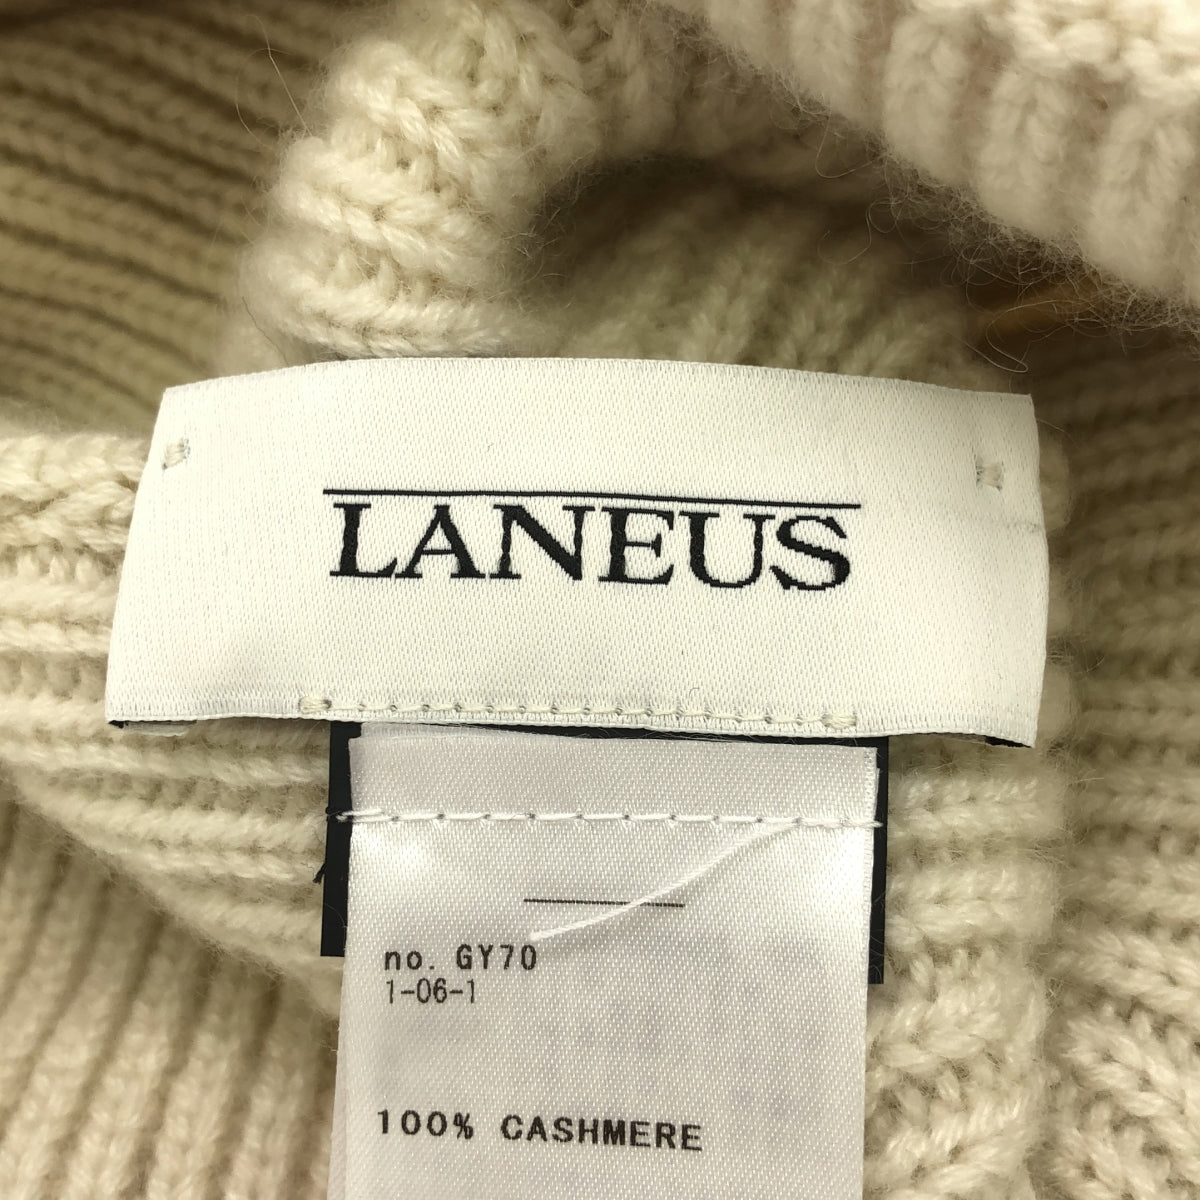 LANEUS
no. GY70
1-06-1
100% CASHMERE